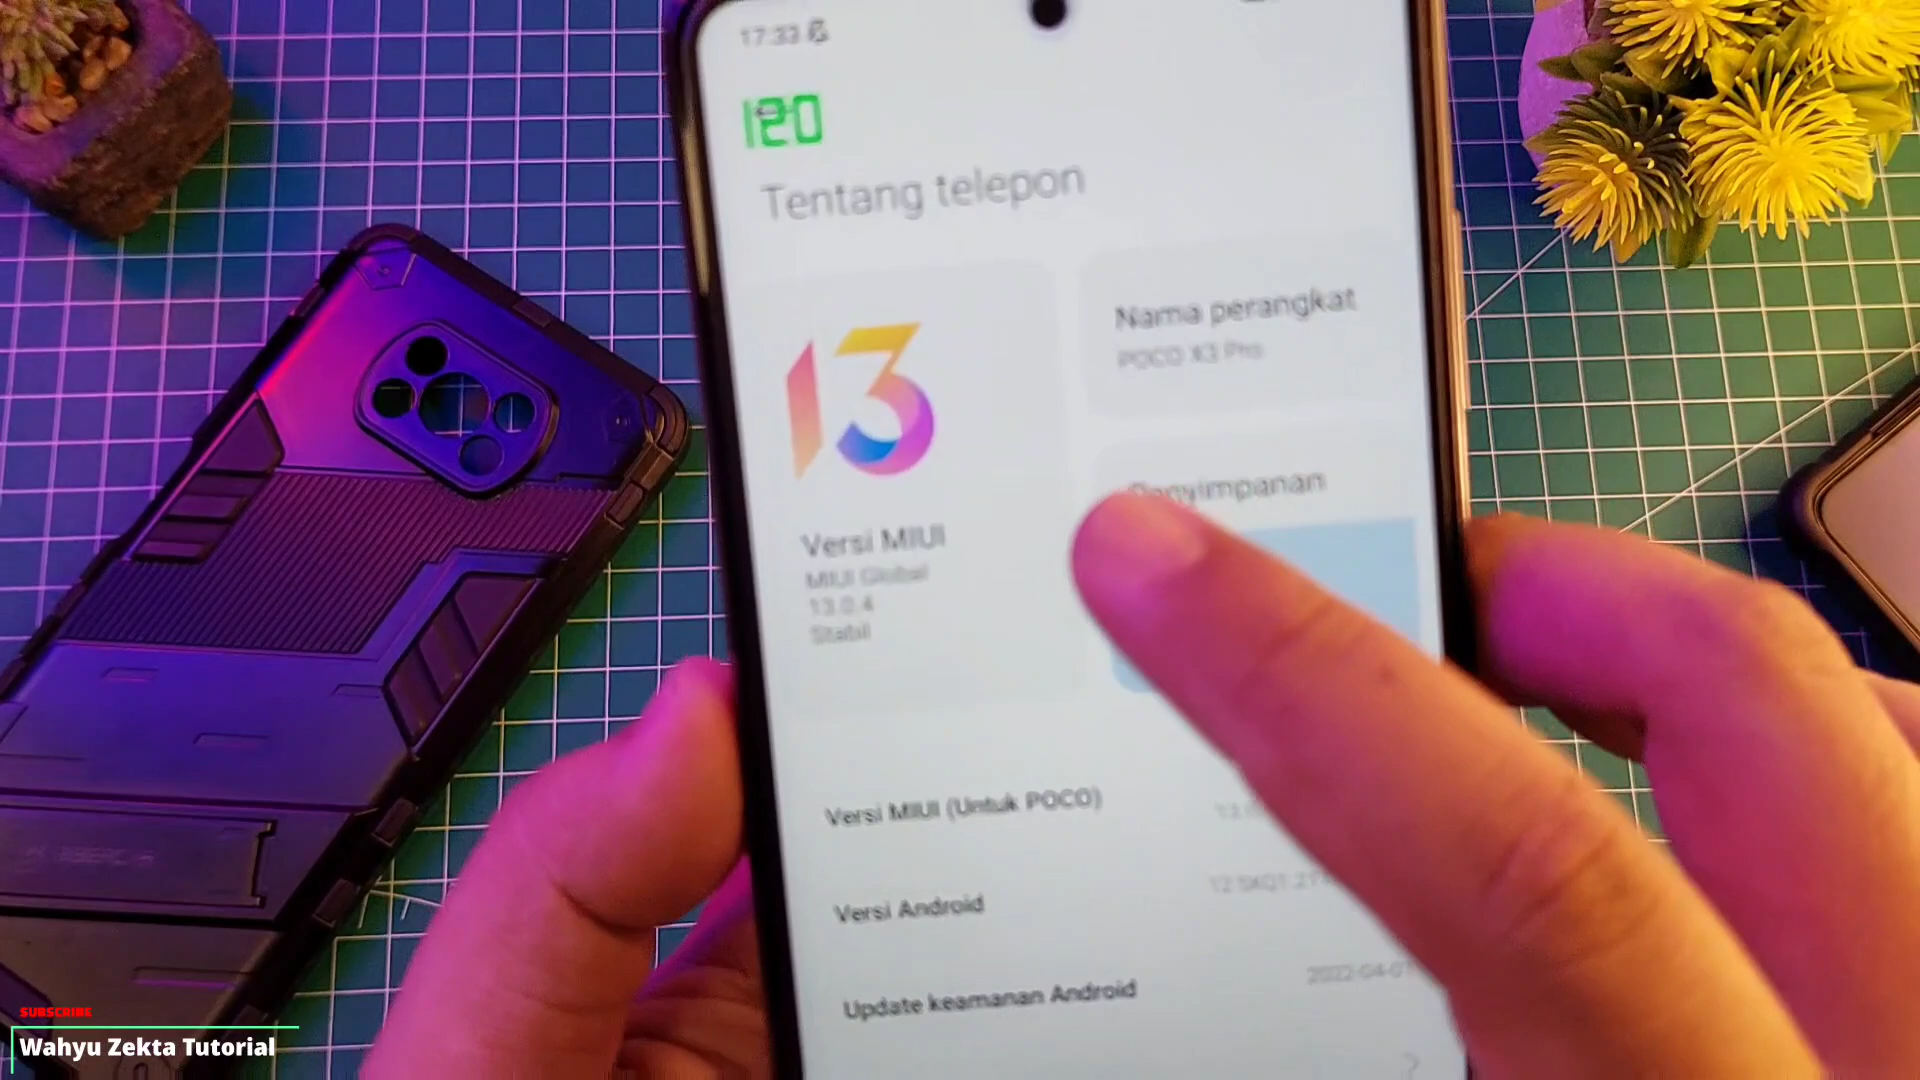 17:33
120
Tentang telepon
13
Nama perangkat
POCO X3 Pro
Penyimpanan
Versi MIUI
MIUI Global
13.0.4
Stabil
Versi MIUI (Untuk POCO)
Versi Android
Update keamanan Android
SUBSCRIBE
Wahyu Zekta Tutorial